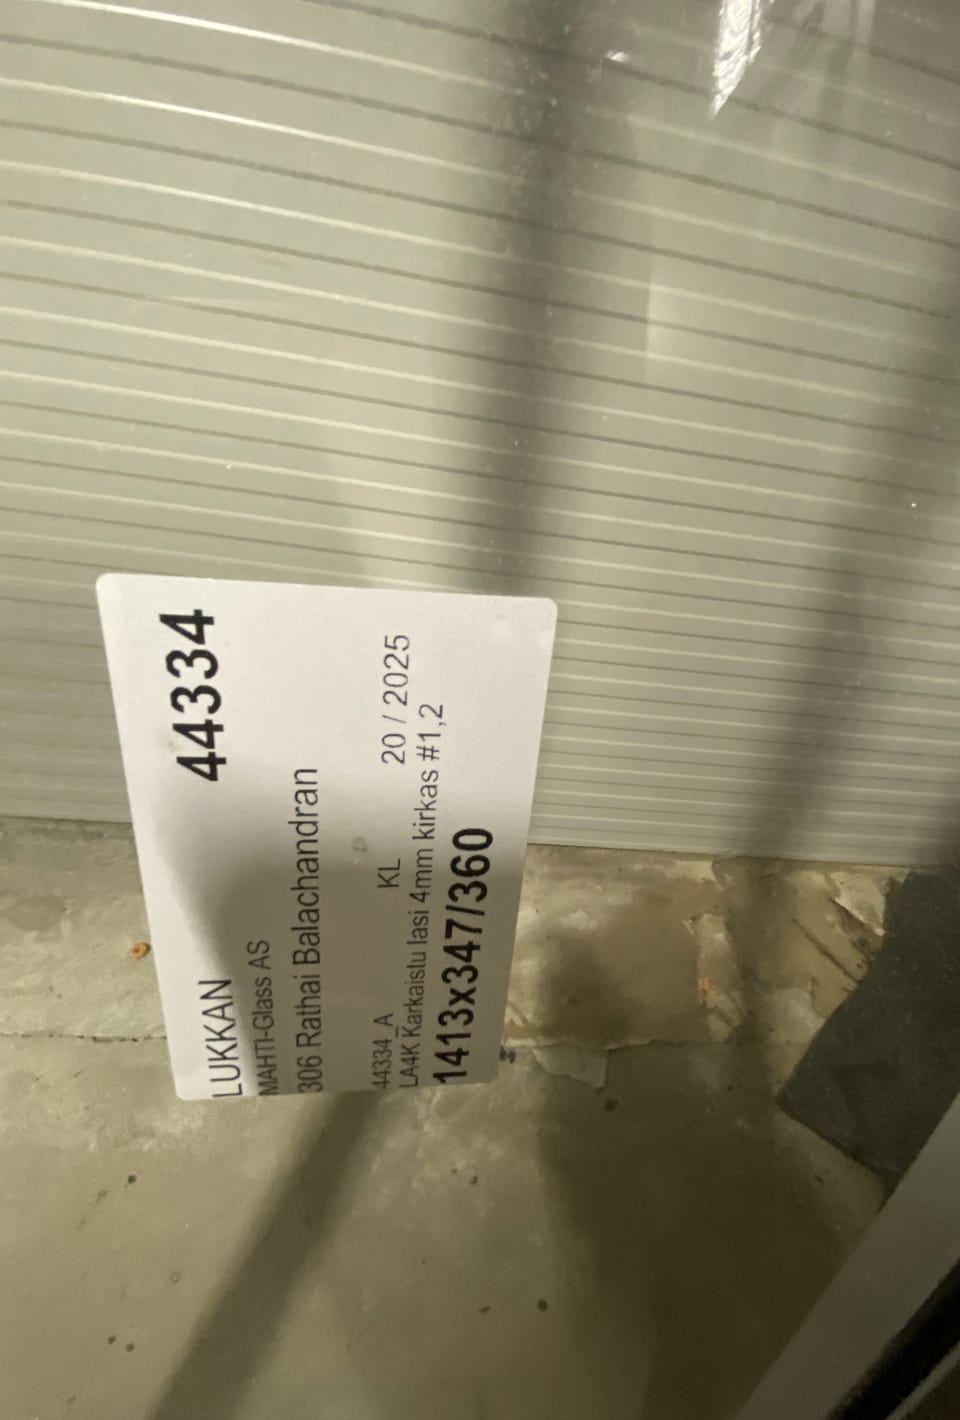 LUKKAN 44334
MAHTI-Glass AS
306 Rathai Balachandran
44334_A KL 20 / 2025
LA4K Karkaistu lasi 4mm kirkas #1,2
1413x347/360